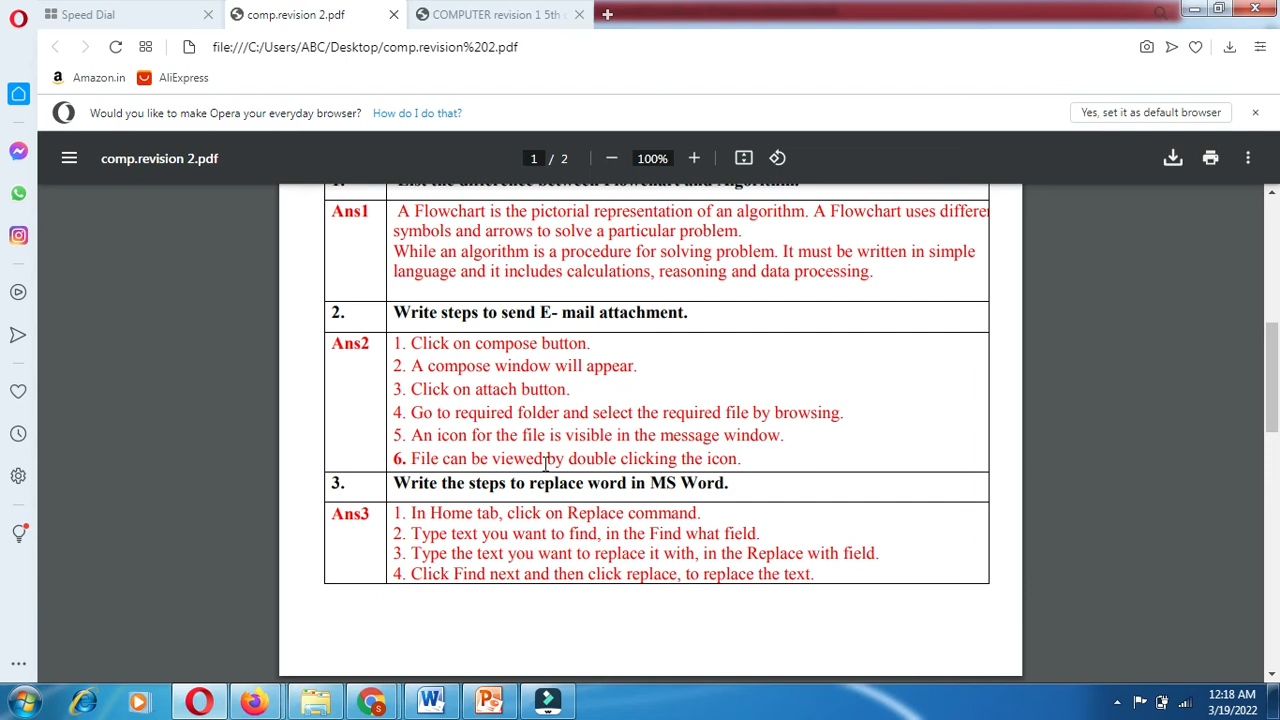 Speed Dial
comp.revision 2.pdf
COMPUTER revision 1 5th
file:///C:/Users/ABC/Desktop/comp.revision%202.pdf
Amazon.in AliExpress
Would you like to make Opera your everyday browser? How do I do that? Yes, set it as default browser
comp.revision 2.pdf 1 / 2 100%
1. List the difference between Flowchart and Algorithm.
Ans1 A Flowchart is the pictorial representation of an algorithm. A Flowchart uses differe
symbols and arrows to solve a particular problem.
While an algorithm is a procedure for solving problem. It must be written in simple
language and it includes calculations, reasoning and data processing.
2. Write steps to send E- mail attachment.
Ans2 1. Click on compose button.
2. A compose window will appear.
3. Click on attach button.
4. Go to required folder and select the required file by browsing.
5. An icon for the file is visible in the message window.
6. File can be viewed by double clicking the icon.
3. Write the steps to replace word in MS Word.
Ans3 1. In Home tab, click on Replace command.
2. Type text you want to find, in the Find what field.
3. Type the text you want to replace it with, in the Replace with field.
4. Click Find next and then click replace, to replace the text.
12:18 AM
3/19/2022